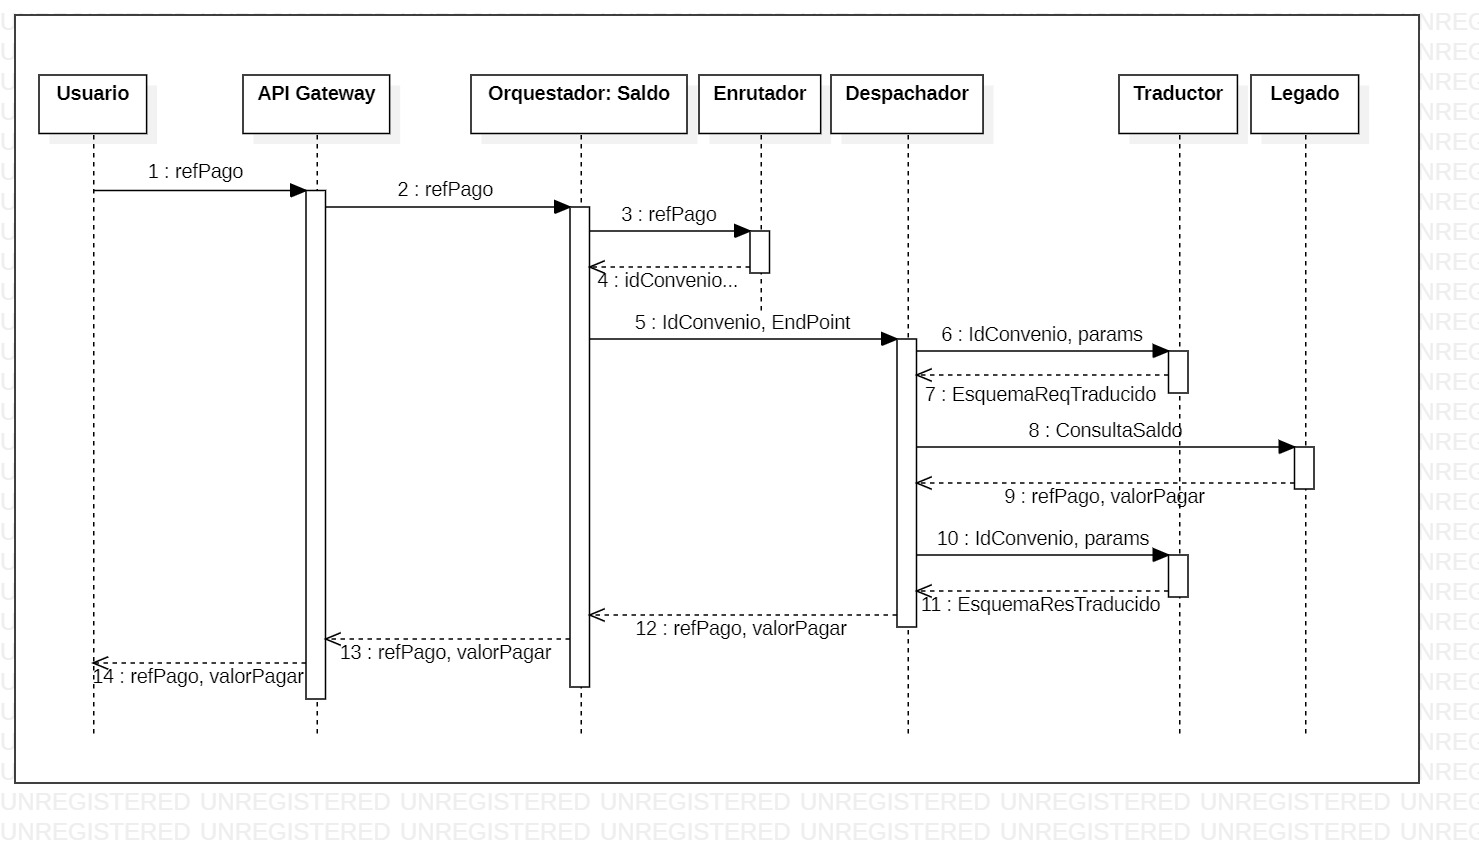 Usuario
API Gateway
Orquestador: Saldo
Enrutador
Despachador
Traductor
Legado
1 : refPago
2 : refPago
3 : refPago
4 : idConvenio...
5 : IdConvenio, EndPoint
6 : IdConvenio, params
7 : EsquemaReqTraducido
8 : ConsultaSaldo
9 : refPago, valorPagar
10 : IdConvenio, params
11 : EsquemaResTraducido
12 : refPago, valorPagar
13 : refPago, valorPagar
14 : refPago, valorPagar
UNREGISTERED UNREGISTERED UNREGISTERED UNREGISTERED UNREGISTERED UNREGISTERED UNREGISTERED
UNREGISTERED UNREGISTERED UNREGISTERED UNREGISTERED UNREGISTERED UNREGISTERED UNREGISTERED